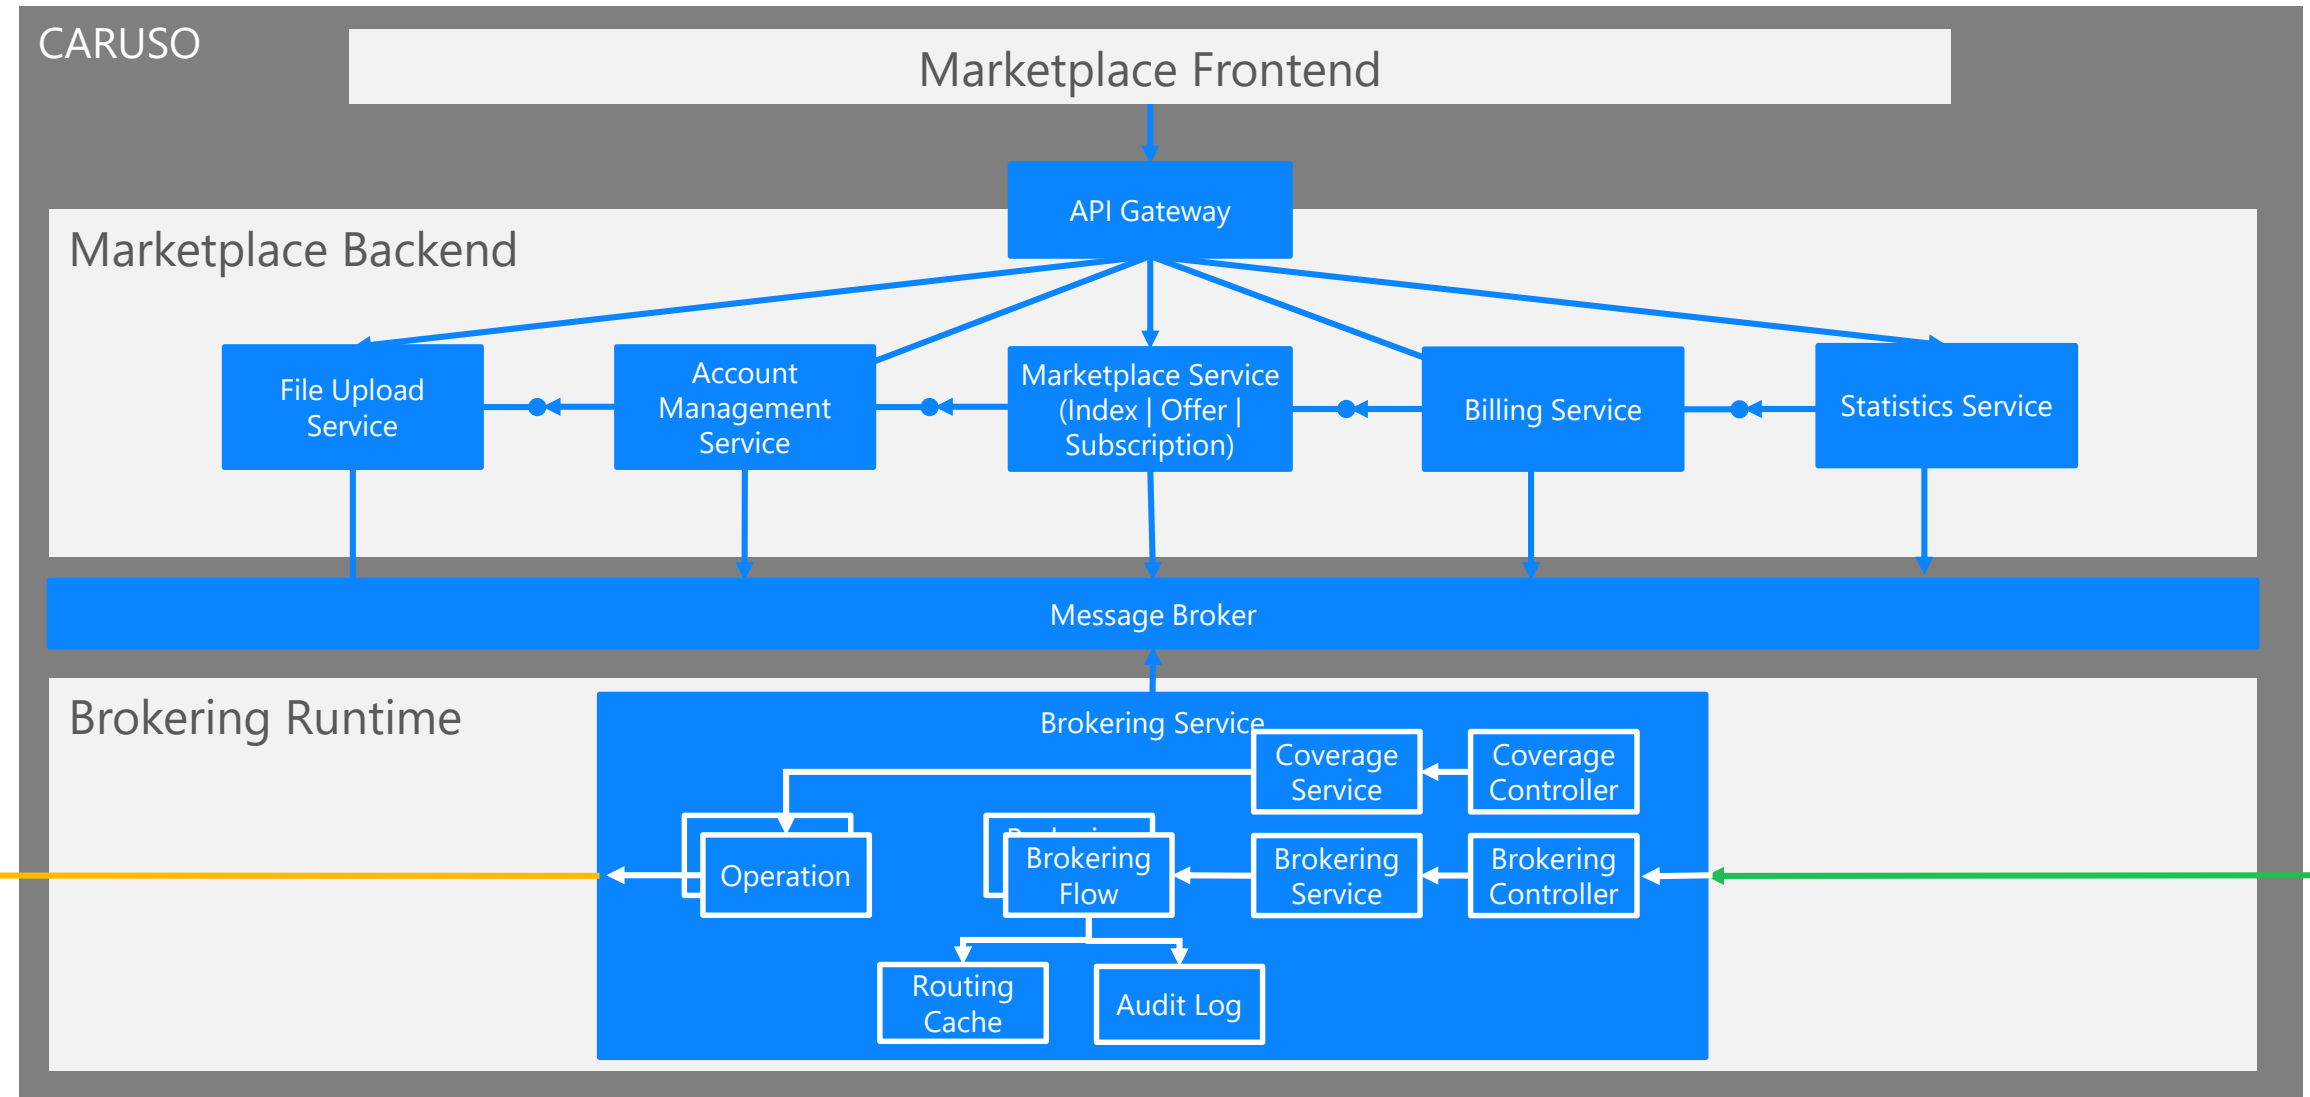 CARUSO
Marketplace Frontend
API Gateway
Marketplace Backend
File Upload
Service
Account
Management
Service
Marketplace Service
(Index | Offer |
Subscription)
Billing Service
Statistics Service
Message Broker
Brokering Runtime
Brokering Service
Coverage
Service
Coverage
Controller
Operation
Brokering
Flow
Brokering
Service
Brokering
Controller
Routing
Cache
Audit Log